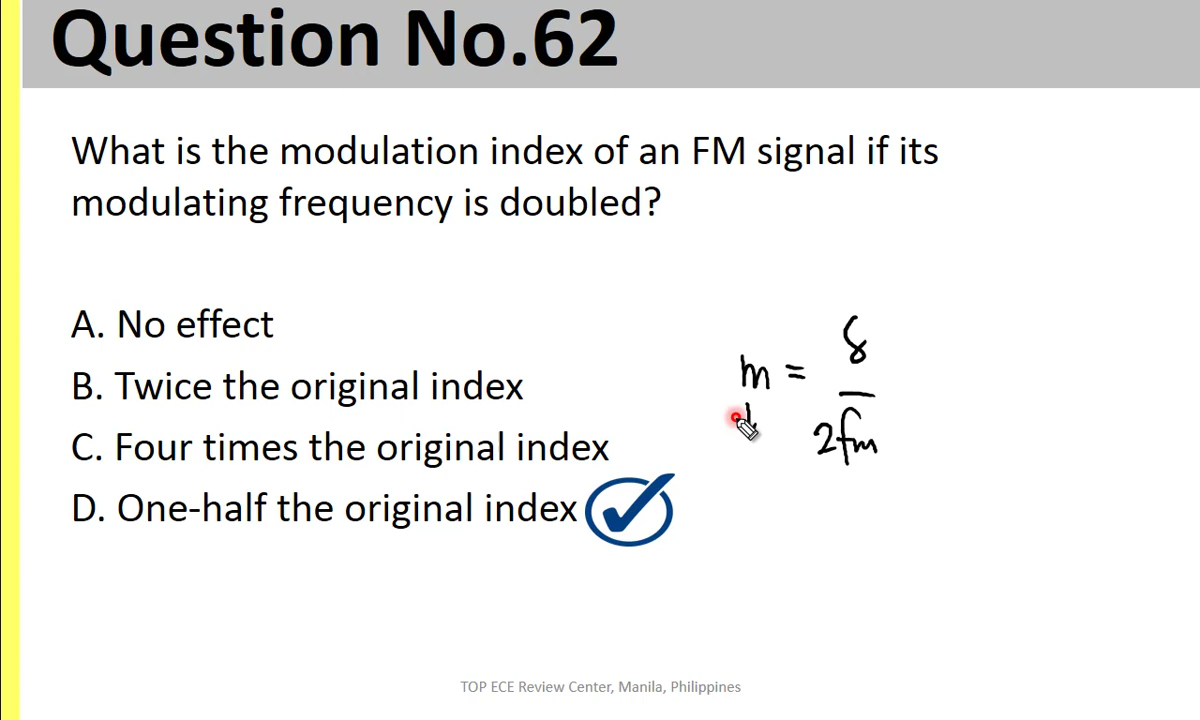 Question No.62
What is the modulation index of an FM signal if its
modulating frequency is doubled?
A. No effect
B. Twice the original index
C. Four times the original index
D. One-half the original index
m = δ
2fm
TOP ECE Review Center, Manila, Philippines